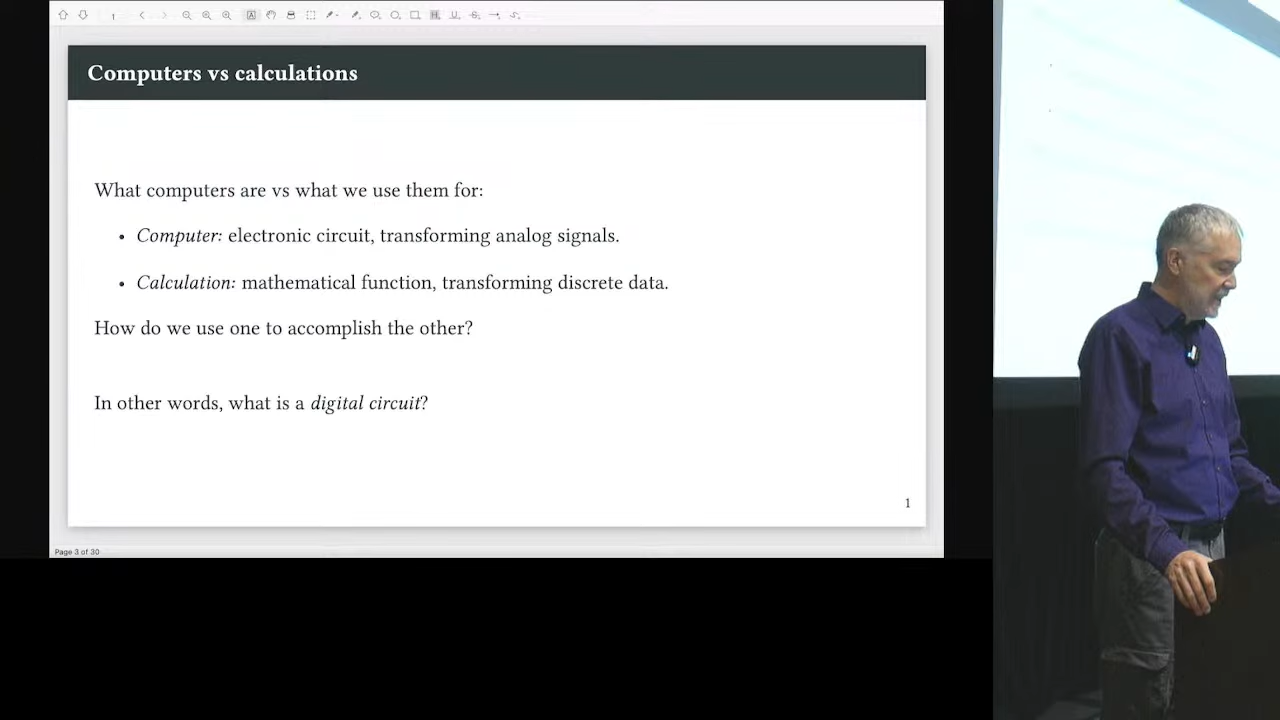 Computers vs calculations
What computers are vs what we use them for:
• Computer: electronic circuit, transforming analog signals.
• Calculation: mathematical function, transforming discrete data.
How do we use one to accomplish the other?
In other words, what is a digital circuit?
1
Page 3 of 30